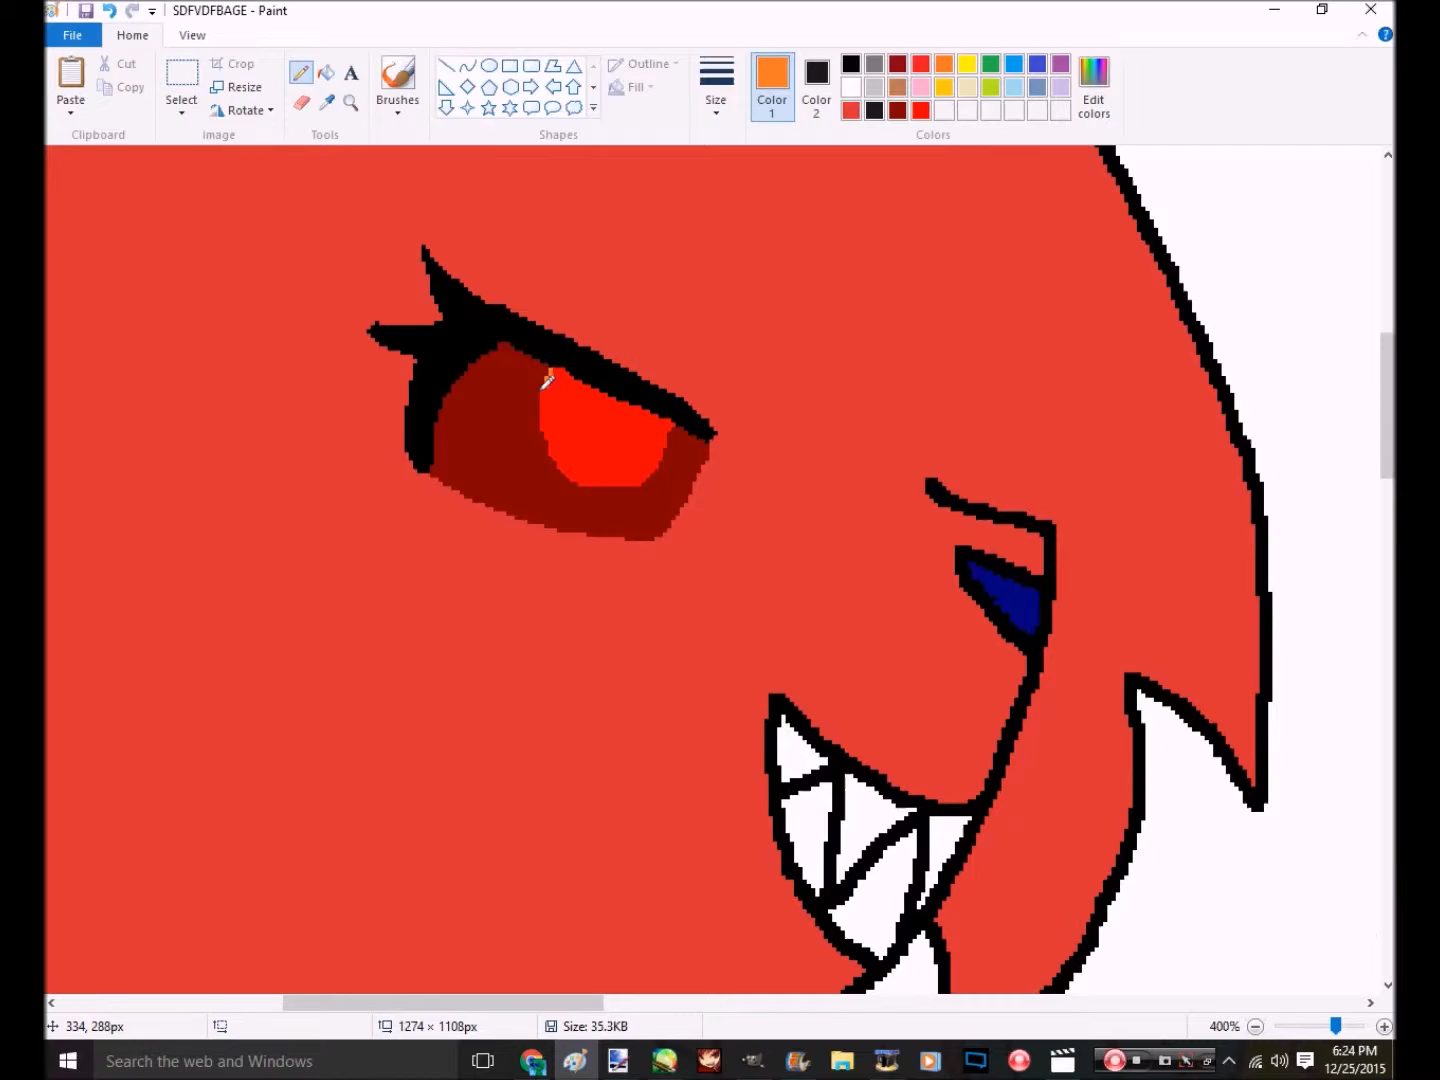 SDFVDFBAGE - Paint
File Home View
Paste Cut Copy Select Crop Resize Rotate A Brushes Outline Fill Size Color 1 Color 2 Edit colors
Clipboard Image Tools Shapes Colors
334, 288px 1274 × 1108px Size: 35.3KB 400%
Search the web and Windows 6:24 PM
12/25/2015